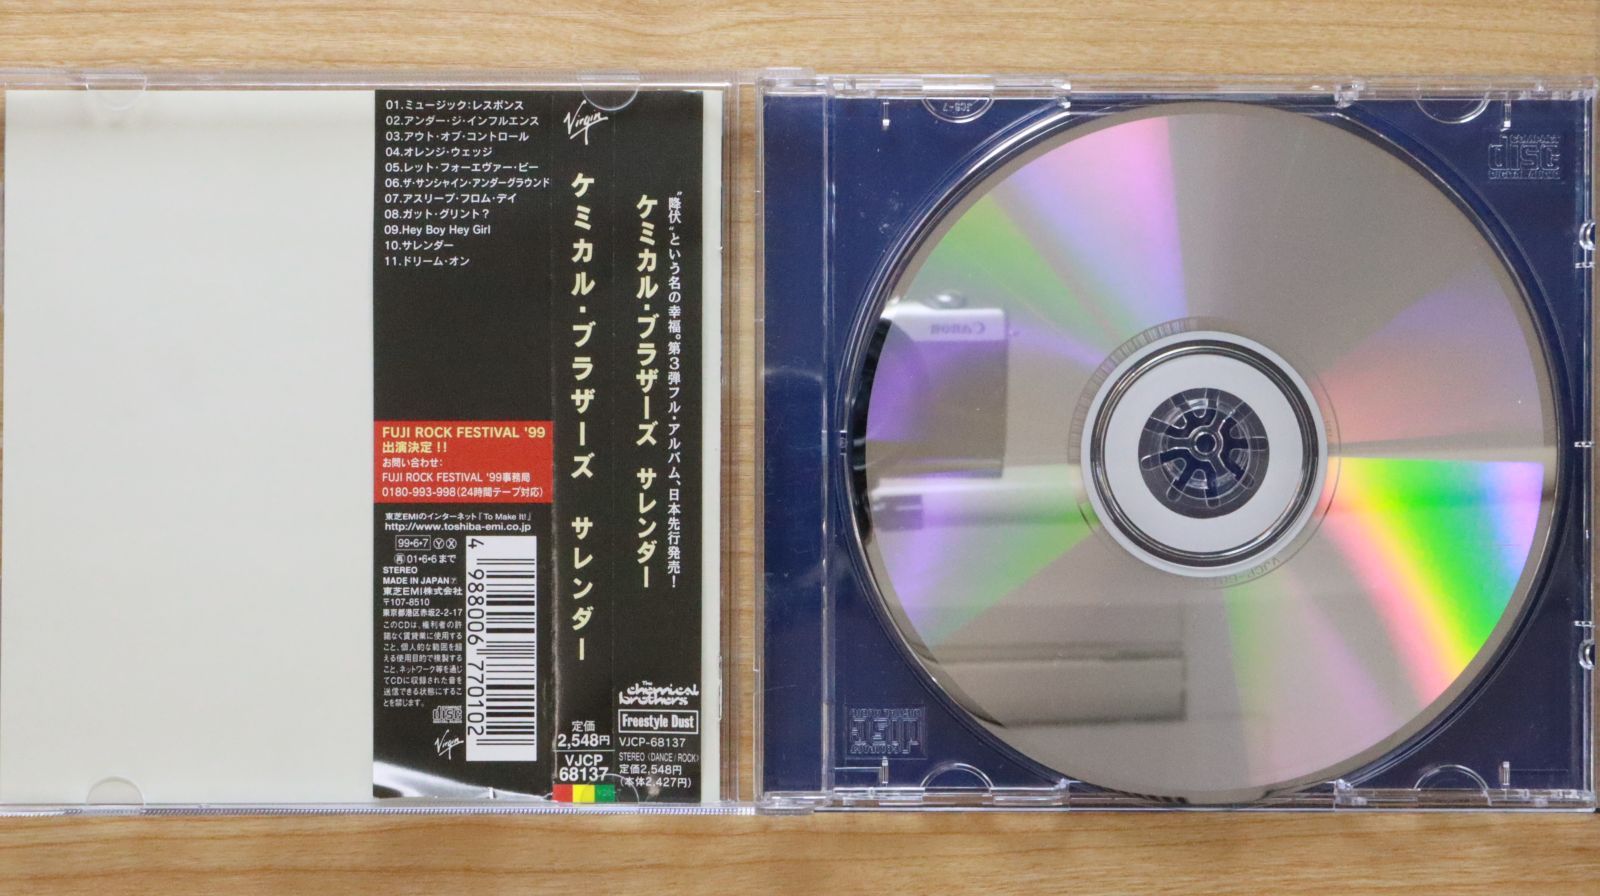 01.ミュージック:レスポンス
02.アンダー・ジ・インフルエンス
03.アウト・オブ・コントロール
04.オレンジ・ウェッジ
05.レット・フォーエヴァー・ビー
06.ザ・サンシャイン・アンダーグラウンド
07.アスリープ・フロム・デイ
08.ガット・グリント?
09.Hey Boy Hey Girl
10.サレンダー
11.ドリーム・オン
FUJI ROCK FESTIVAL '99
出演決定!!
お問い合わせ:
FUJI ROCK FESTIVAL '99事務局
0180-993-998(24時間テープ対応)
東芝EMIのインターネット『To Make It!』
http://www.toshiba-emi.co.jp
99・6・7 Ⓨ Ⓧ
再 01・6・6 まで
STEREO
MADE IN JAPAN
東芝EMI株式会社
〒107-8510
東京都港区赤坂2-2-17
このCDは、権利者の許
諾なく賃貸業に使用する
こと、個人的な範囲を超
える使用目的で複製する
こと、ネットワーク等を通じ
てCDに収録された音を
送信できる状態にするこ
とを禁じます。
disc
Virgin
4 988006 770102
Virgin
ケミカル・ブラザーズ サレンダー
定価
2,548円
VJCP
68137
"降伏"という名の幸福。第3弾フル・アルバム、日本先行発売!
ケミカル・ブラザーズ サレンダー
The
chemical
brothers
Freestyle Dust
VJCP-68137
STEREO〈DANCE/ROCK〉
定価2,548円
(本体2,427円)
JCS-7
COMPACT
disc
DIGITAL AUDIO
Canon
COMPACT
disc
DIGITAL AUDIO